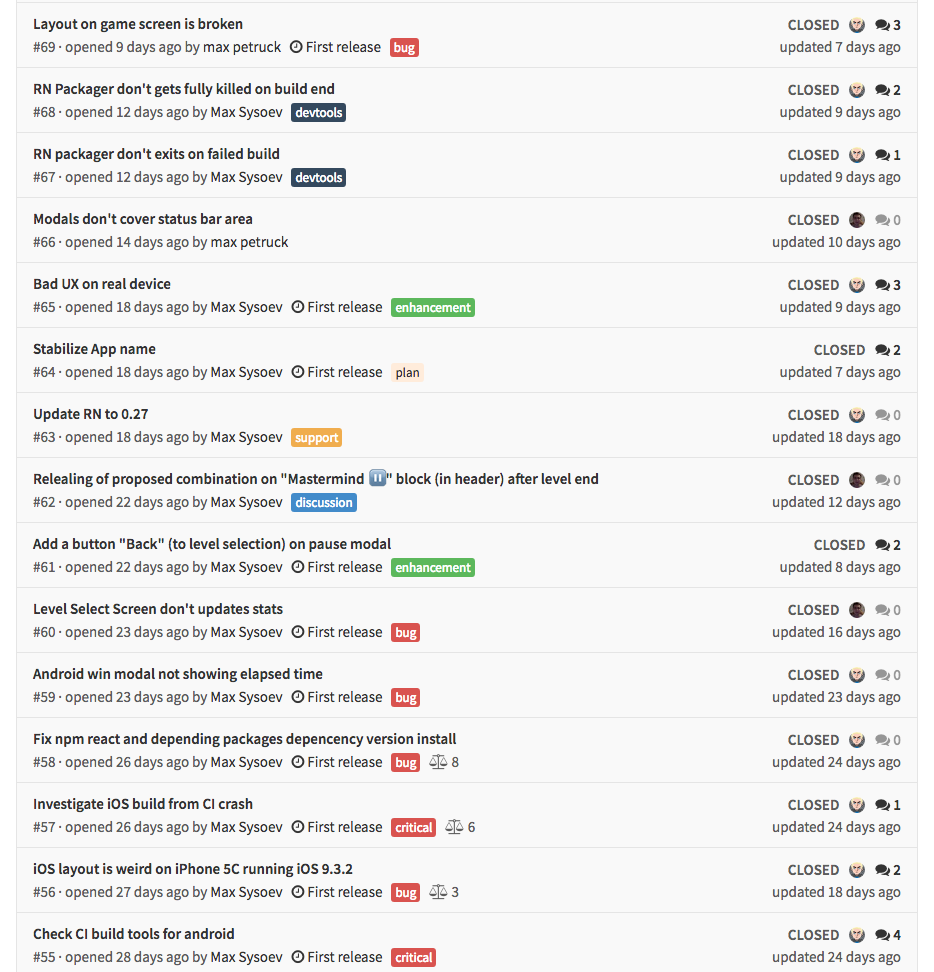 Layout on game screen is broken CLOSED 3
#69 · opened 9 days ago by max petruck First release bug updated 7 days ago
RN Packager don't gets fully killed on build end CLOSED 2
#68 · opened 12 days ago by Max Sysoev devtools updated 9 days ago
RN packager don't exits on failed build CLOSED 1
#67 · opened 12 days ago by Max Sysoev devtools updated 9 days ago
Modals don't cover status bar area CLOSED 0
#66 · opened 14 days ago by max petruck updated 10 days ago
Bad UX on real device CLOSED 3
#65 · opened 18 days ago by Max Sysoev First release enhancement updated 9 days ago
Stabilize App name CLOSED 2
#64 · opened 18 days ago by Max Sysoev First release plan updated 7 days ago
Update RN to 0.27 CLOSED 0
#63 · opened 18 days ago by Max Sysoev support updated 18 days ago
Relealing of proposed combination on "Mastermind ⏸" block (in header) after level end CLOSED 0
#62 · opened 22 days ago by Max Sysoev discussion updated 12 days ago
Add a button "Back" (to level selection) on pause modal CLOSED 2
#61 · opened 22 days ago by Max Sysoev First release enhancement updated 8 days ago
Level Select Screen don't updates stats CLOSED 0
#60 · opened 23 days ago by Max Sysoev First release bug updated 16 days ago
Android win modal not showing elapsed time CLOSED 0
#59 · opened 23 days ago by Max Sysoev First release bug updated 23 days ago
Fix npm react and depending packages depencency version install CLOSED 0
#58 · opened 26 days ago by Max Sysoev First release bug 8 updated 24 days ago
Investigate iOS build from CI crash CLOSED 1
#57 · opened 26 days ago by Max Sysoev First release critical 6 updated 24 days ago
iOS layout is weird on iPhone 5C running iOS 9.3.2 CLOSED 2
#56 · opened 27 days ago by Max Sysoev First release bug 3 updated 18 days ago
Check CI build tools for android CLOSED 4
#55 · opened 28 days ago by Max Sysoev First release critical updated 24 days ago